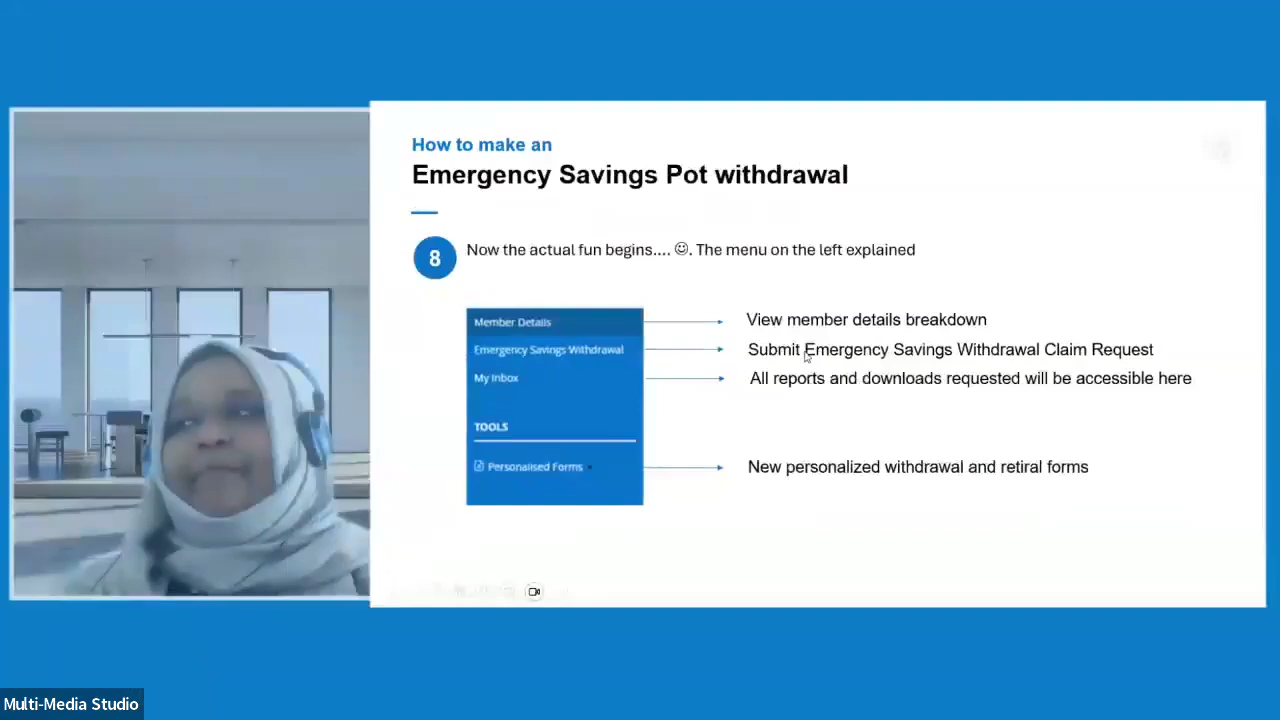 How to make an
Emergency Savings Pot withdrawal
8
Now the actual fun begins.... ☺. The menu on the left explained
Member Details
View member details breakdown
Emergency Savings Withdrawal
Submit Emergency Savings Withdrawal Claim Request
My Inbox
All reports and downloads requested will be accessible here
TOOLS
Personalised Forms
New personalized withdrawal and retiral forms
Multi-Media Studio